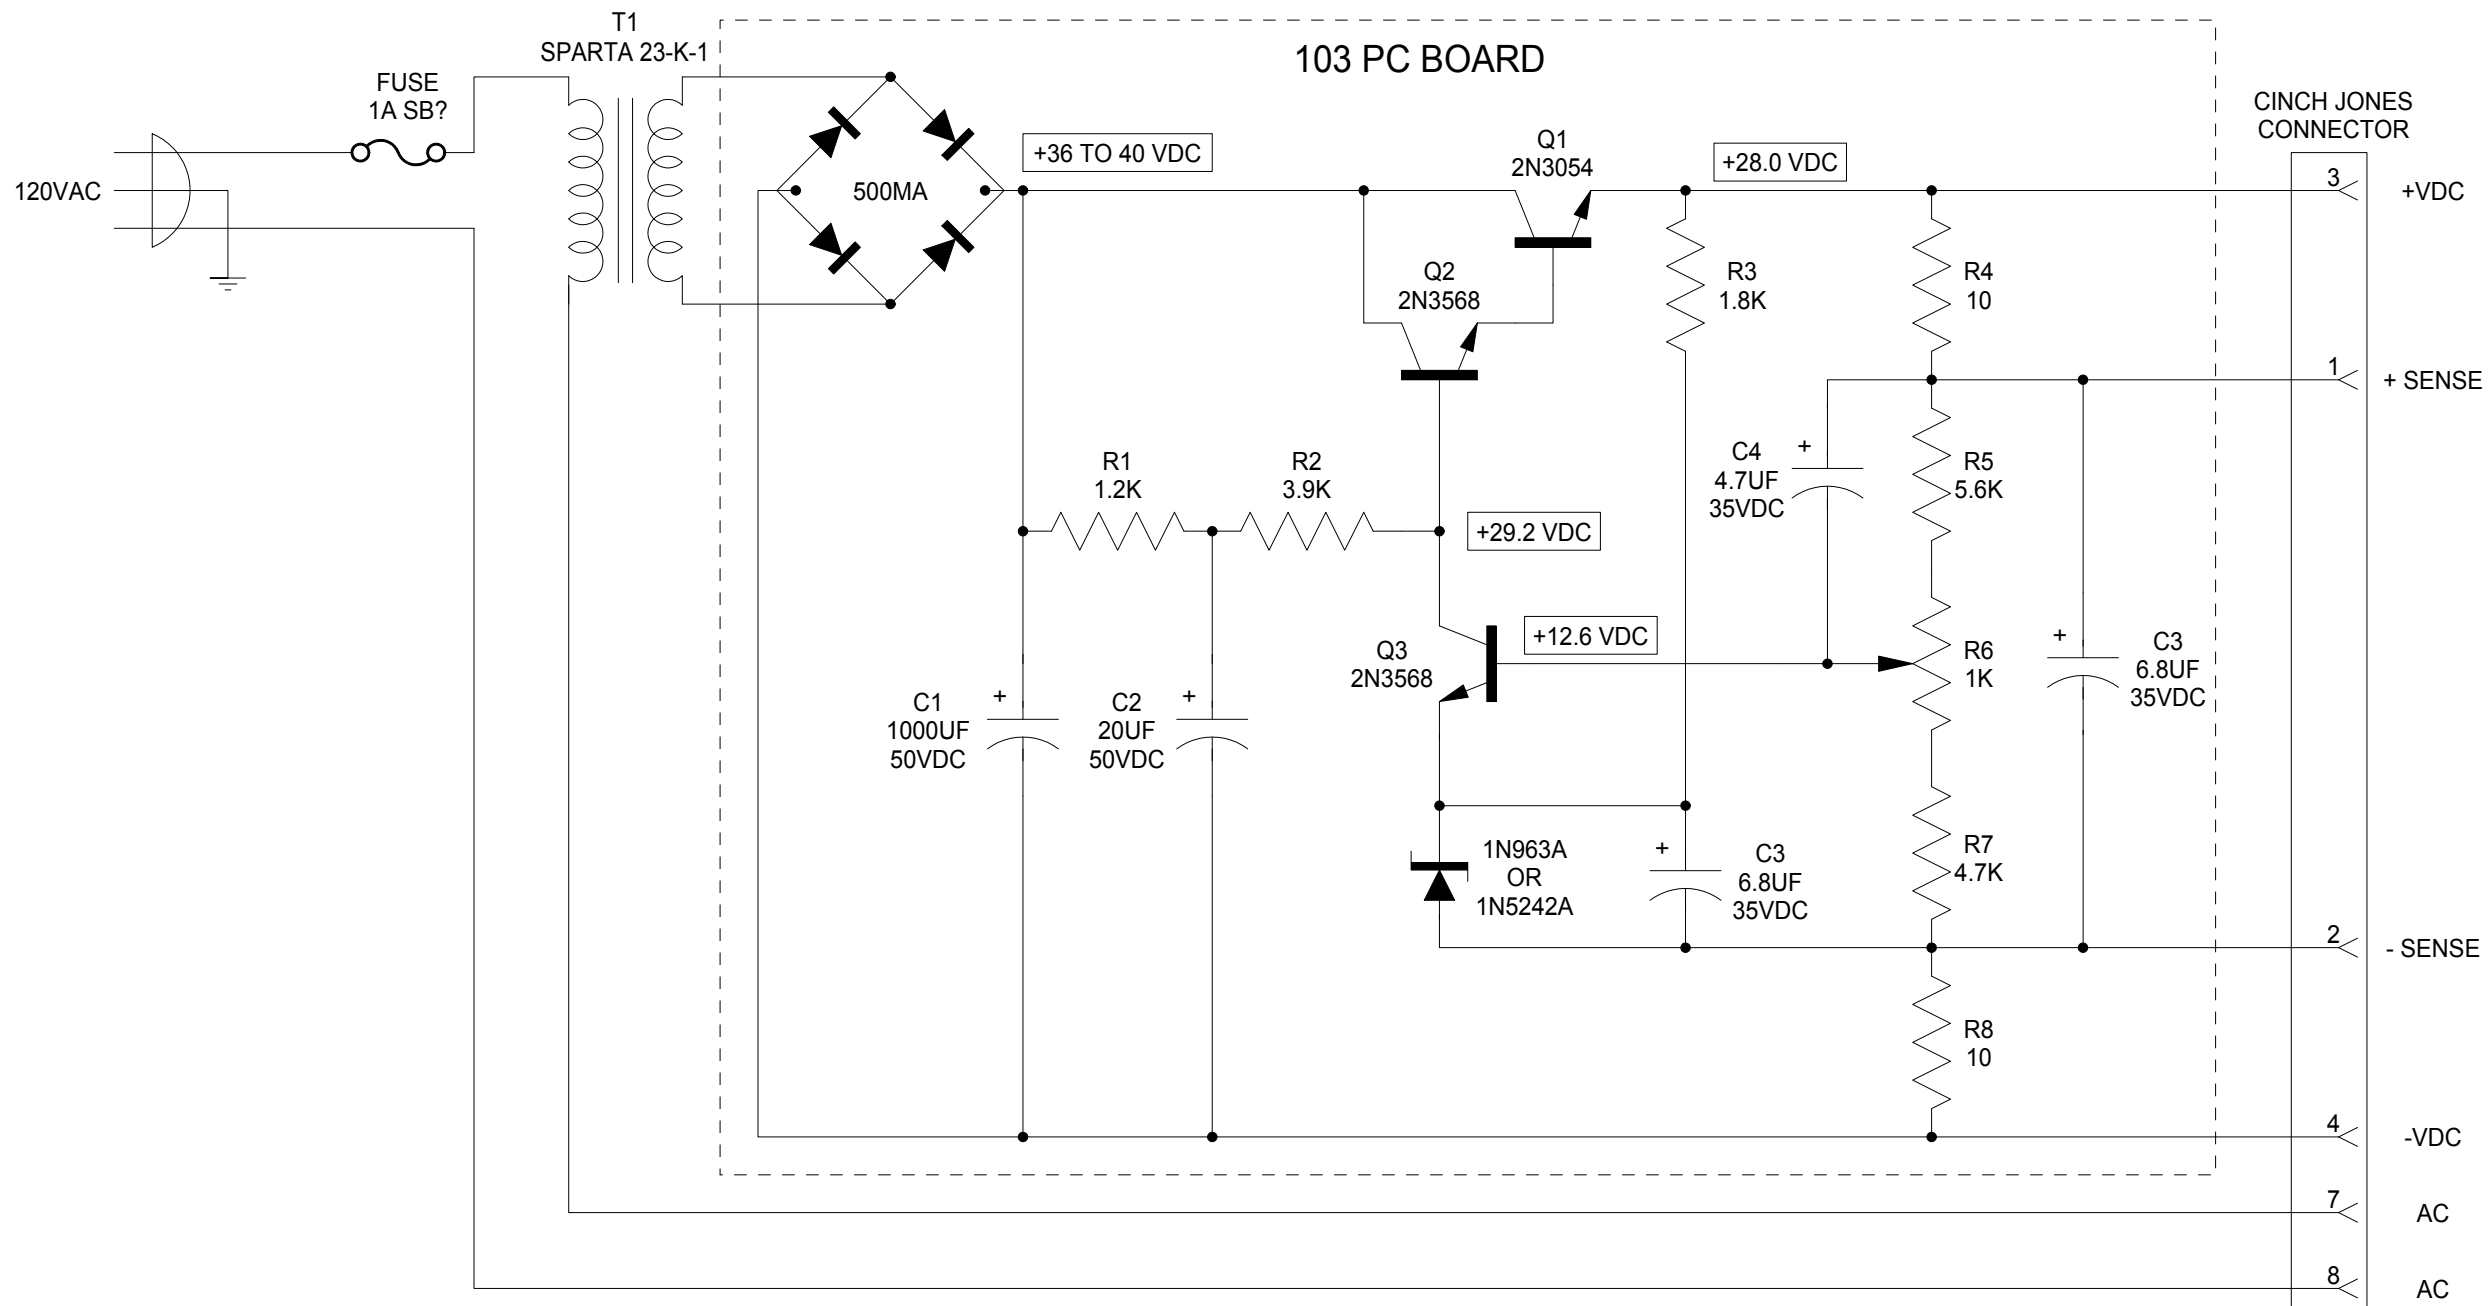 T1
SPARTA 23-K-1
103 PC BOARD
FUSE
1A SB?
CINCH JONES
CONNECTOR
120VAC
500MA
+36 TO 40 VDC
Q1
2N3054
+28.0 VDC
3
+VDC
Q2
2N3568
R3
1.8K
R4
10
1
+ SENSE
R1
1.2K
R2
3.9K
+29.2 VDC
+
C4
4.7UF
35VDC
R5
5.6K
Q3
2N3568
+12.6 VDC
R6
1K
+
C3
6.8UF
35VDC
C1
1000UF
50VDC
+
C2
20UF
50VDC
+
1N963A
OR
1N5242A
+
C3
6.8UF
35VDC
R7
4.7K
2
- SENSE
R8
10
4
-VDC
7
AC
8
AC